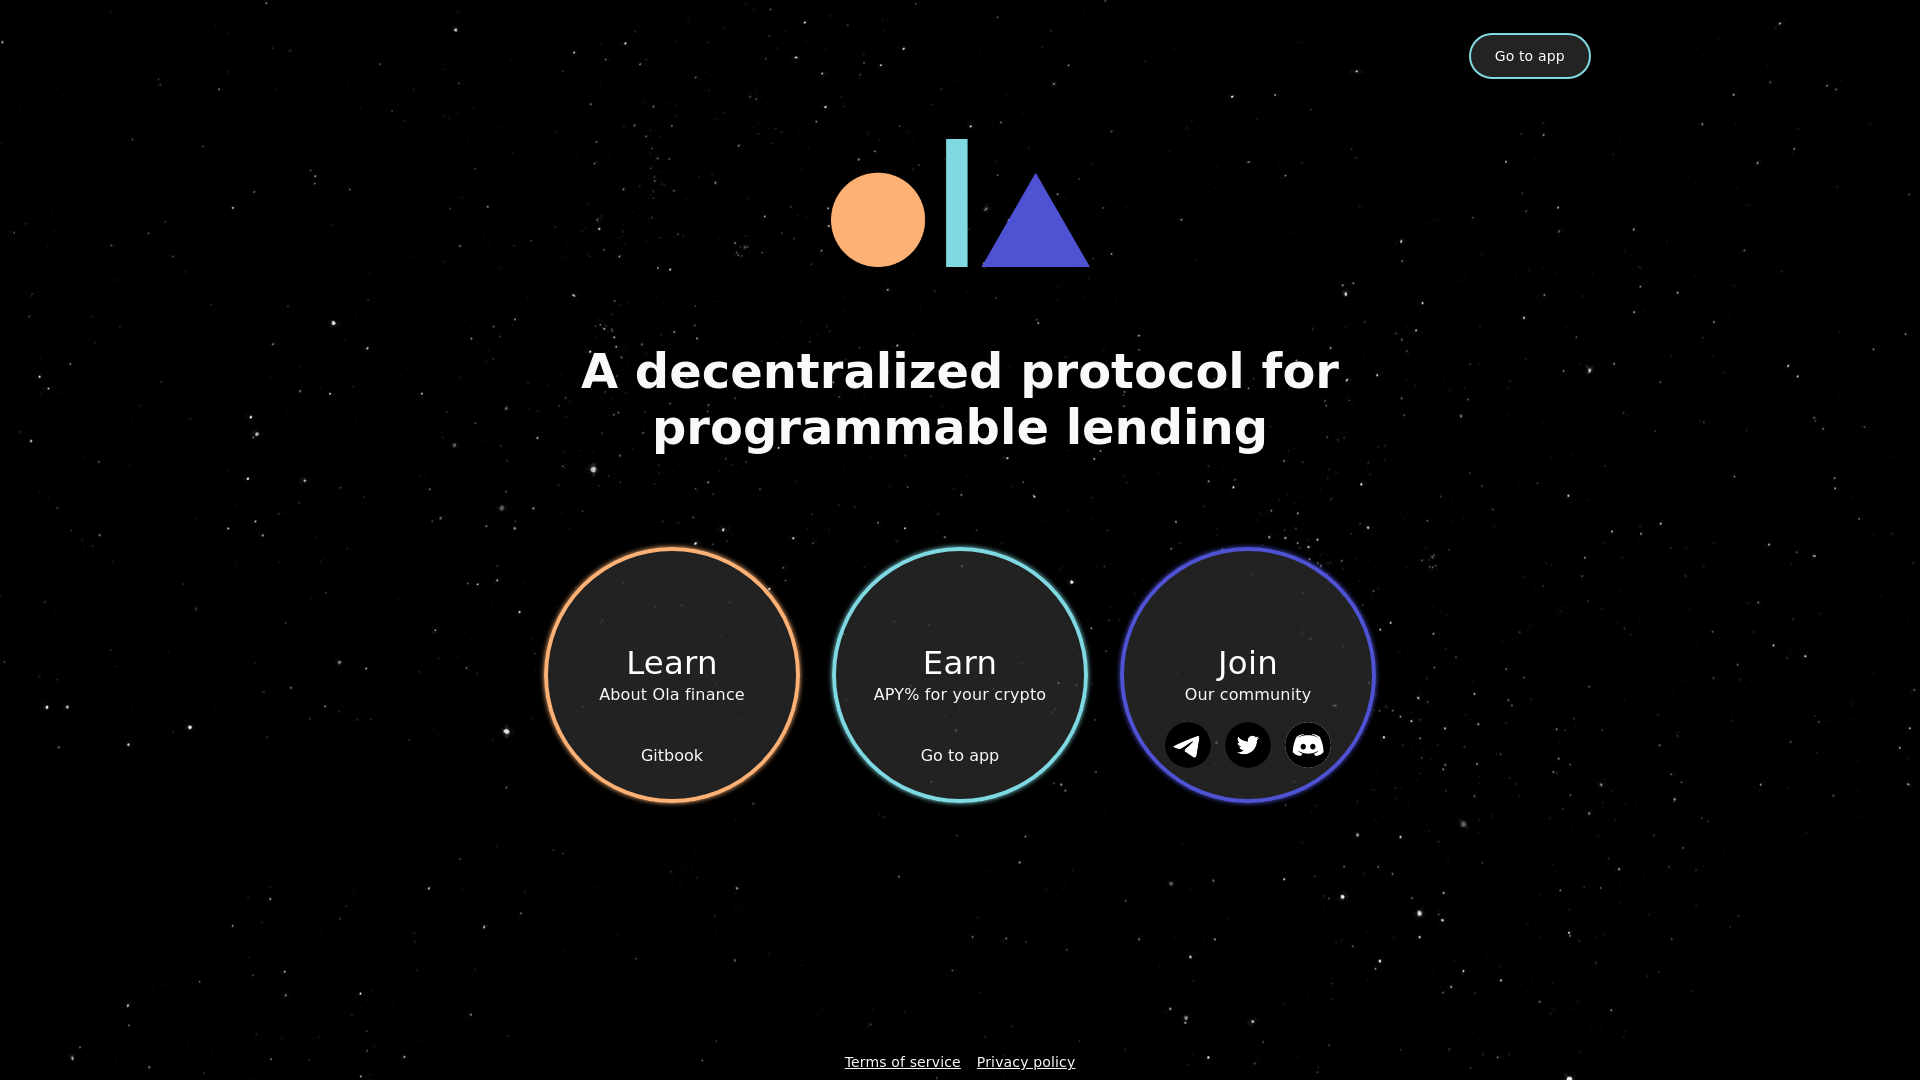 Go to app
ola
A decentralized protocol for
programmable lending
Learn
About Ola finance
Gitbook
Earn
APY% for your crypto
Go to app
Join
Our community
Terms of service
Privacy policy